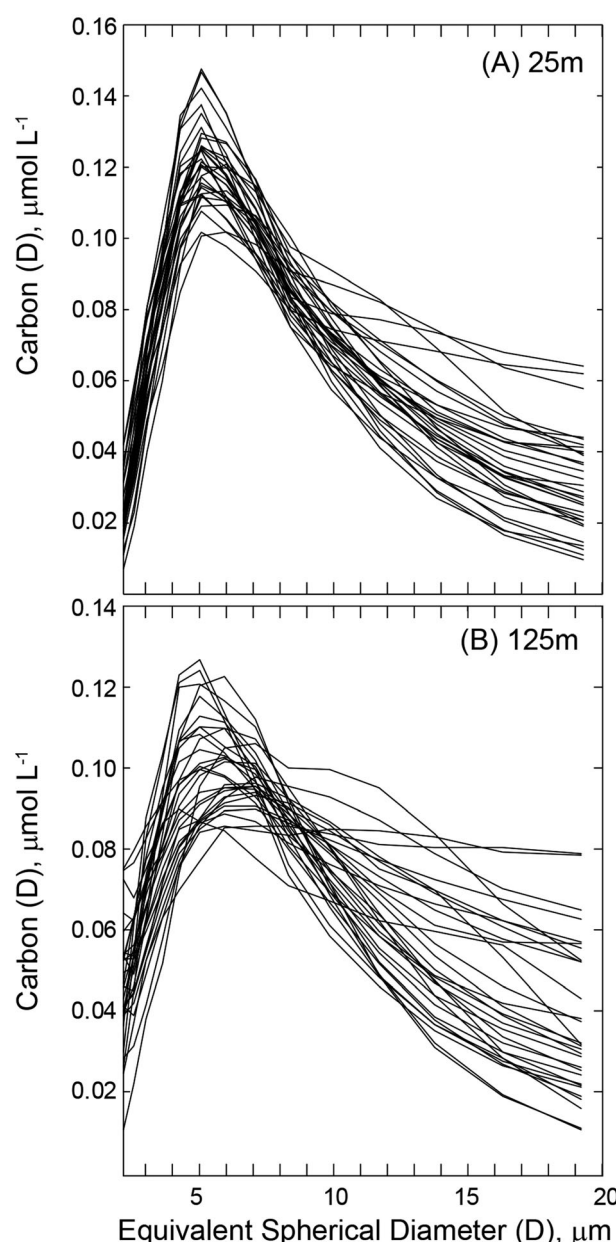 0.16
(A) 25m
0.14
0.12
0.10
0.08
0.06
0.04
0.02
Carbon (D), μmol L⁻¹
0.14
(B) 125m
0.12
0.10
0.08
0.06
0.04
0.02
Carbon (D), μmol L⁻¹
5 10 15 20
Equivalent Spherical Diameter (D), μm